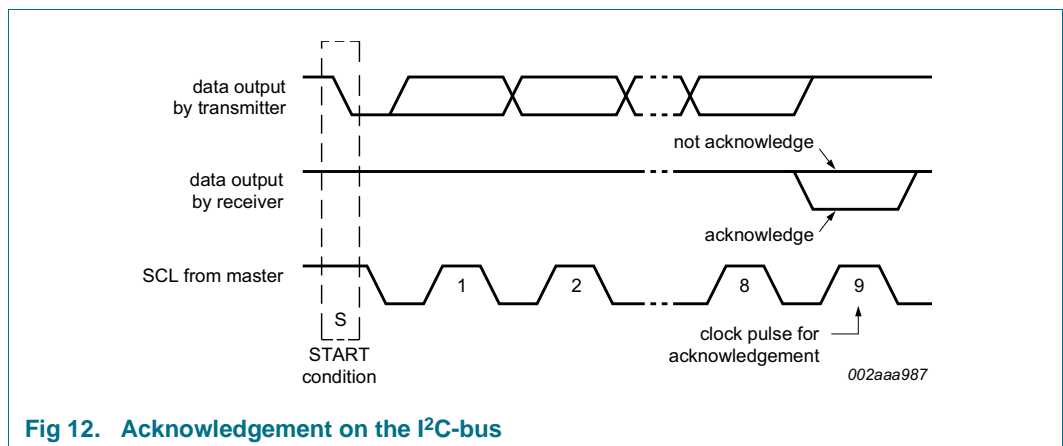 data output
by transmitter
not acknowledge
data output
by receiver
acknowledge
SCL from master
1
2
8
9
S
START
condition
clock pulse for
acknowledgement
002aaa987
Fig 12. Acknowledgement on the I²C-bus